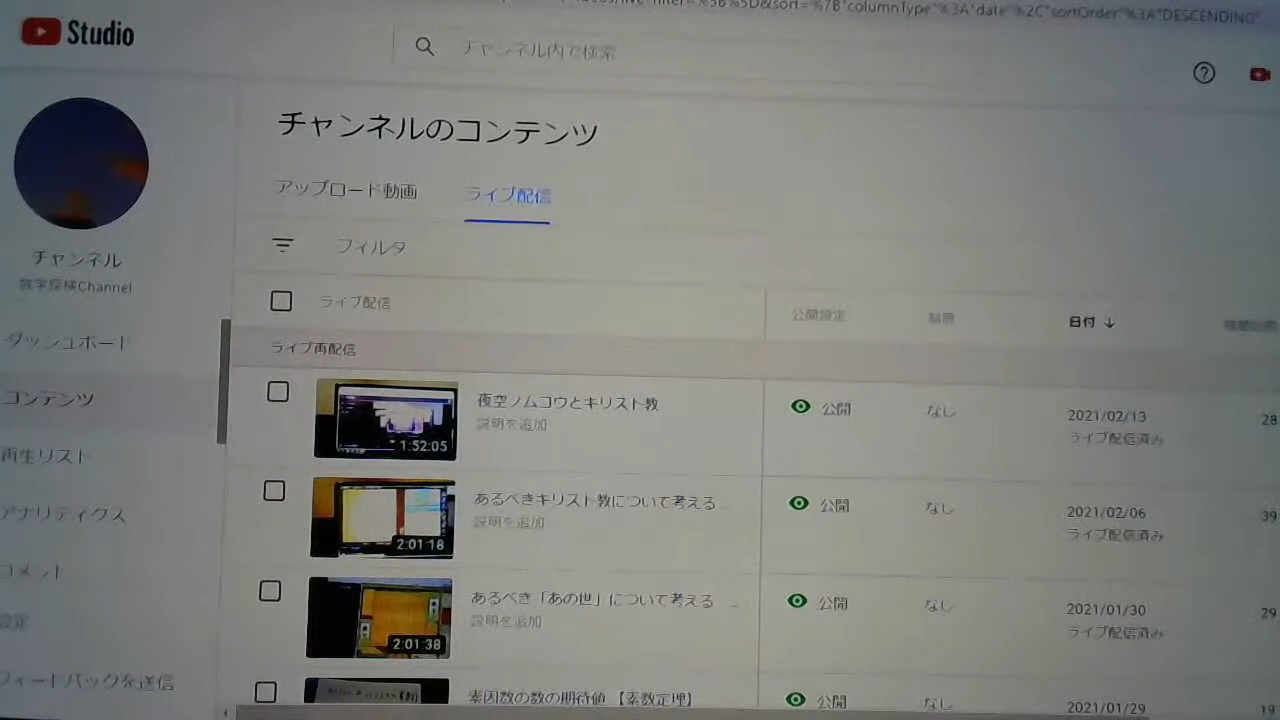 Studio
チャンネル内で検索
チャンネルのコンテンツ
アップロード動画
ライブ配信
フィルタ
チャンネル
数学探検Channel
ダッシュボード
コンテンツ
再生リスト
アナリティクス
コメント
設定
フィードバックを送信
ライブ配信
公開設定
制限
日付 ↓
ライブ再配信
1:52:05
夜空ノムコウとキリスト教
説明を追加
公開
なし
2021/02/13
ライブ配信済み
28
2:01:18
あるべきキリスト教について考える ...
説明を追加
公開
なし
2021/02/06
ライブ配信済み
39
2:01:38
あるべき「あの世」について考える ...
説明を追加
公開
なし
2021/01/30
ライブ配信済み
29
素因数の数の期待値 【素数定理】
公開
なし
2021/01/29
19